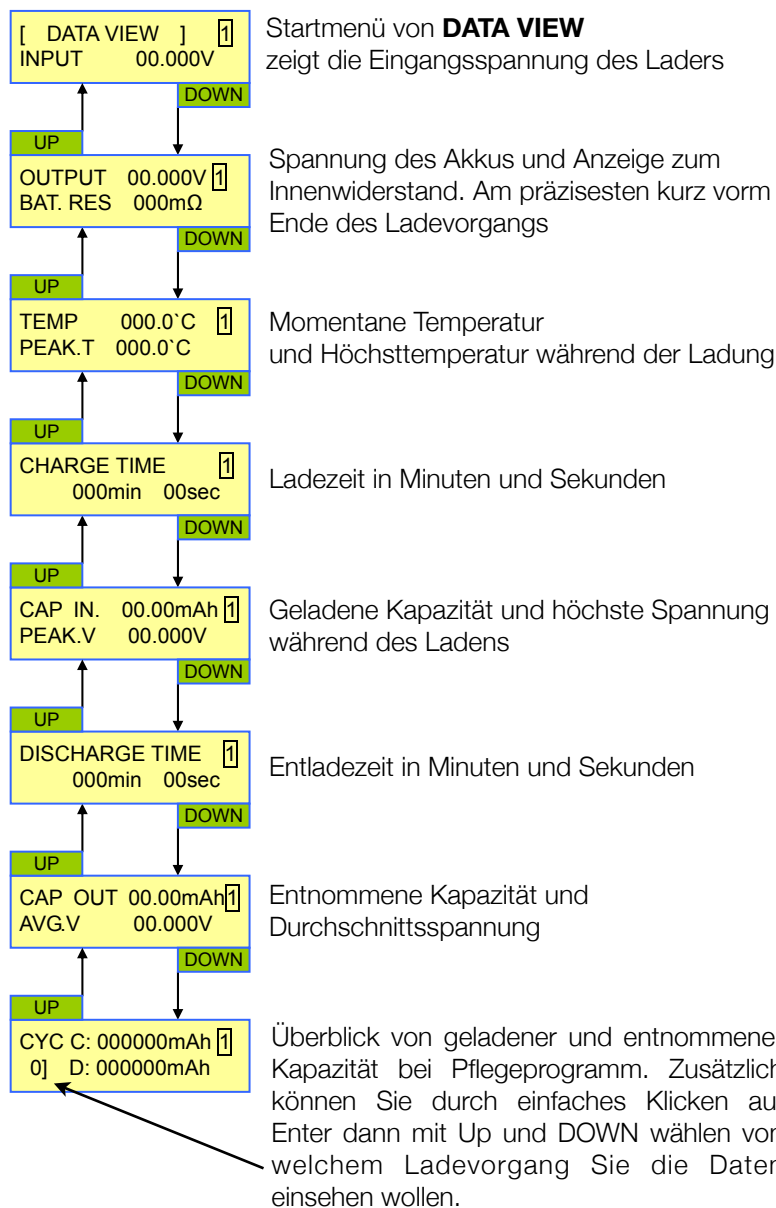 [ DATA VIEW ] 1
INPUT 00.000V
Startmenü von DATA VIEW
zeigt die Eingangsspannung des Laders
DOWN
UP
OUTPUT 00.000V 1
BAT. RES 000mΩ
Spannung des Akkus und Anzeige zum
Innenwiderstand. Am präzisesten kurz vorm
Ende des Ladevorgangs
DOWN
UP
TEMP 000.0`C 1
PEAK.T 000.0`C
Momentane Temperatur
und Höchsttemperatur während der Ladung
DOWN
UP
CHARGE TIME 1
000min 00sec
Ladezeit in Minuten und Sekunden
DOWN
UP
CAP IN. 00.00mAh 1
PEAK.V 00.000V
Geladene Kapazität und höchste Spannung
während des Ladens
DOWN
UP
DISCHARGE TIME 1
000min 00sec
Entladezeit in Minuten und Sekunden
DOWN
UP
CAP OUT 00.00mAh 1
AVG.V 00.000V
Entnommene Kapazität und
Durchschnittsspannung
DOWN
UP
CYC C: 000000mAh 1
0] D: 000000mAh
Überblick von geladener und entnommene
Kapazität bei Pflegeprogramm. Zusätzlich
können Sie durch einfaches Klicken au
Enter dann mit Up und DOWN wählen von
welchem Ladevorgang Sie die Daten
einsehen wollen.